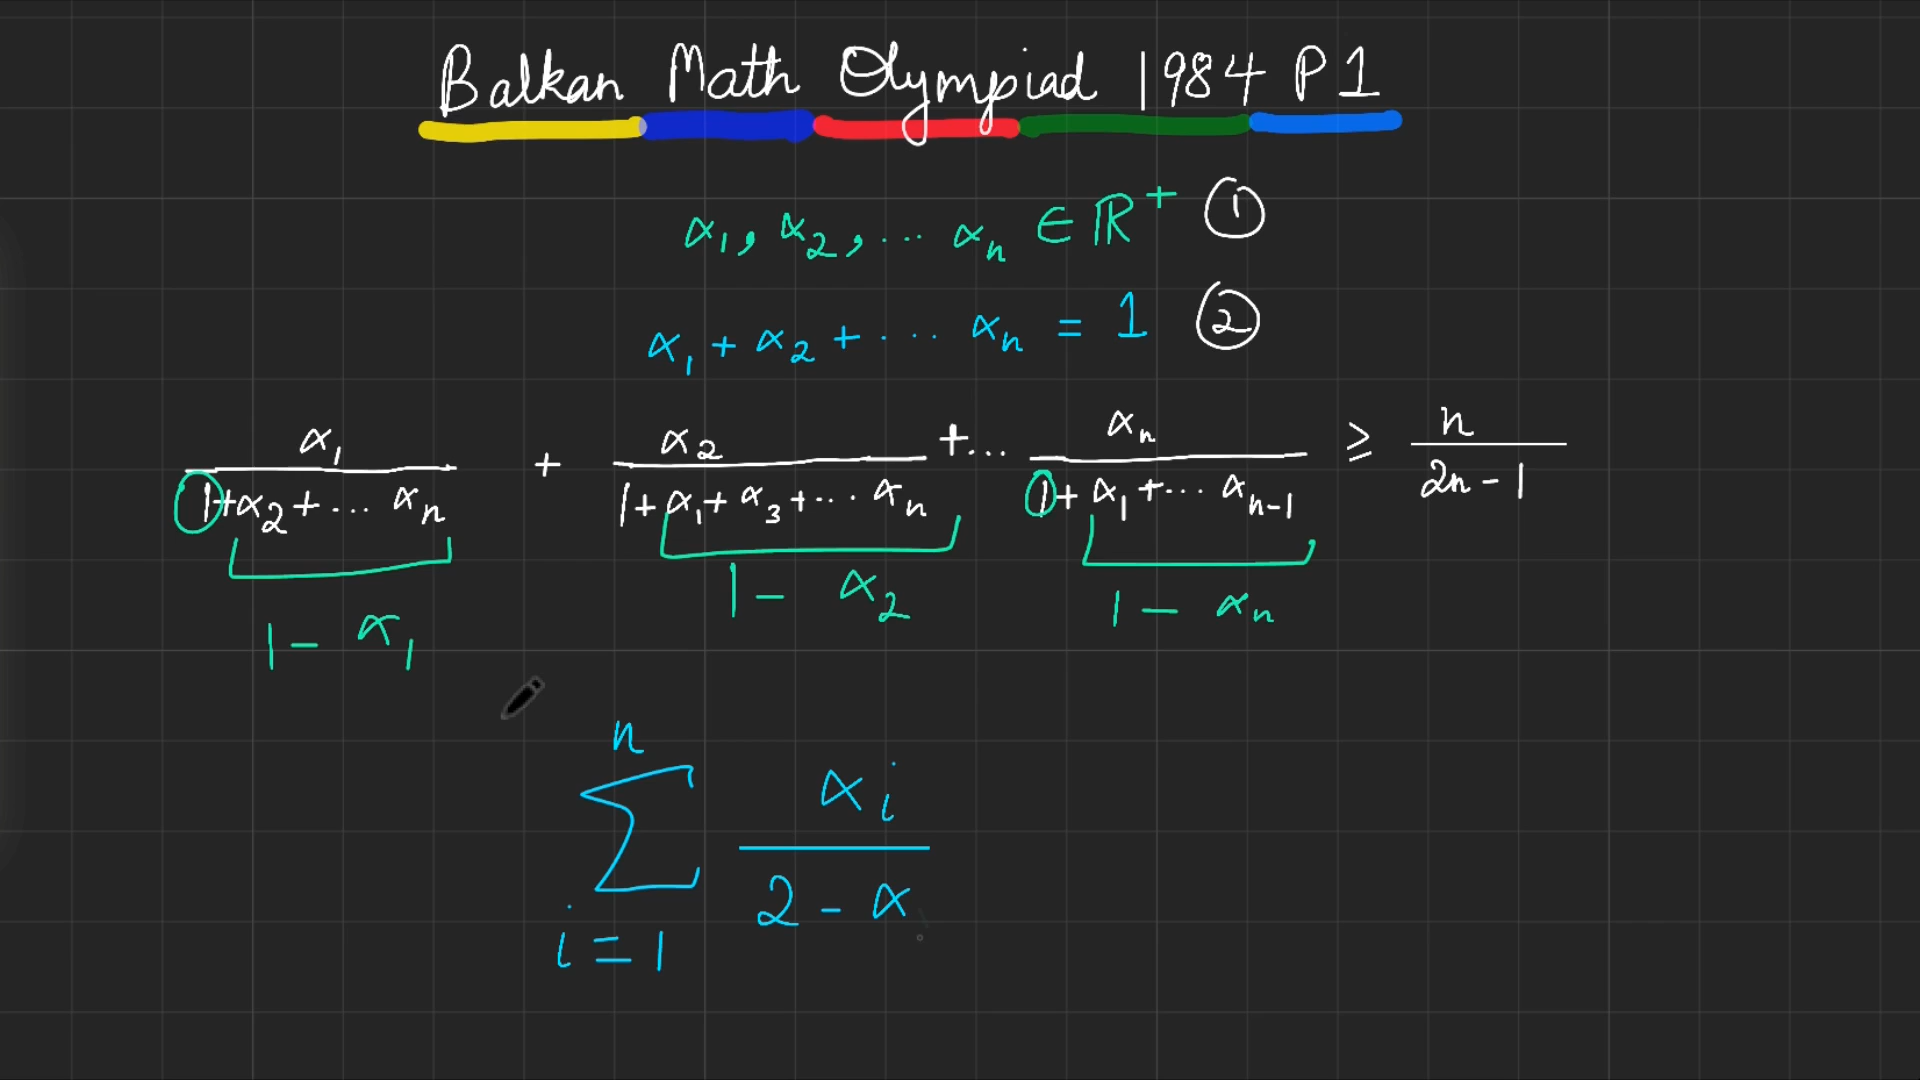 Balkan Math Olympiad 1984 P1
α₁, α₂, ... αₙ ∈ ℝ⁺ ①
α₁ + α₂ + ... αₙ = 1 ②
α₁/(1+α₂+... αₙ) + α₂/(1+α₁+α₃+... αₙ) +... αₙ/(1+α₁+... αₙ₋₁) ≥ n/(2n-1)
1 - α₁ 1 - α₂ 1 - αₙ
n
∑ αᵢ/(2 - α
i = 1